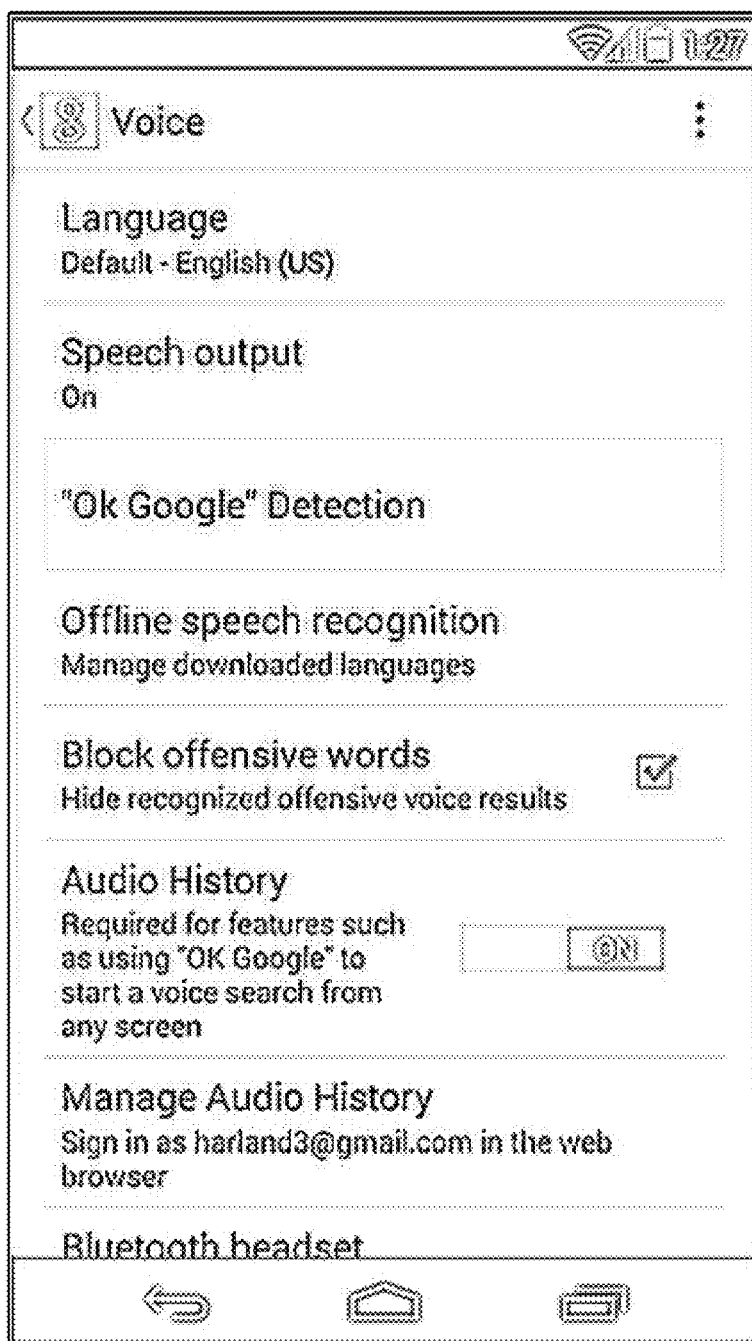 1:27
8 Voice
Language
Default - English (US)
Speech output
On
"Ok Google" Detection
Offline speech recognition
Manage downloaded languages
Block offensive words
Hide recognized offensive voice results
Audio History
Required for features such
as using "OK Google" to
start a voice search from
any screen
ON
Manage Audio History
Sign in as harland3@gmail.com in the web
browser
Bluetooth headset